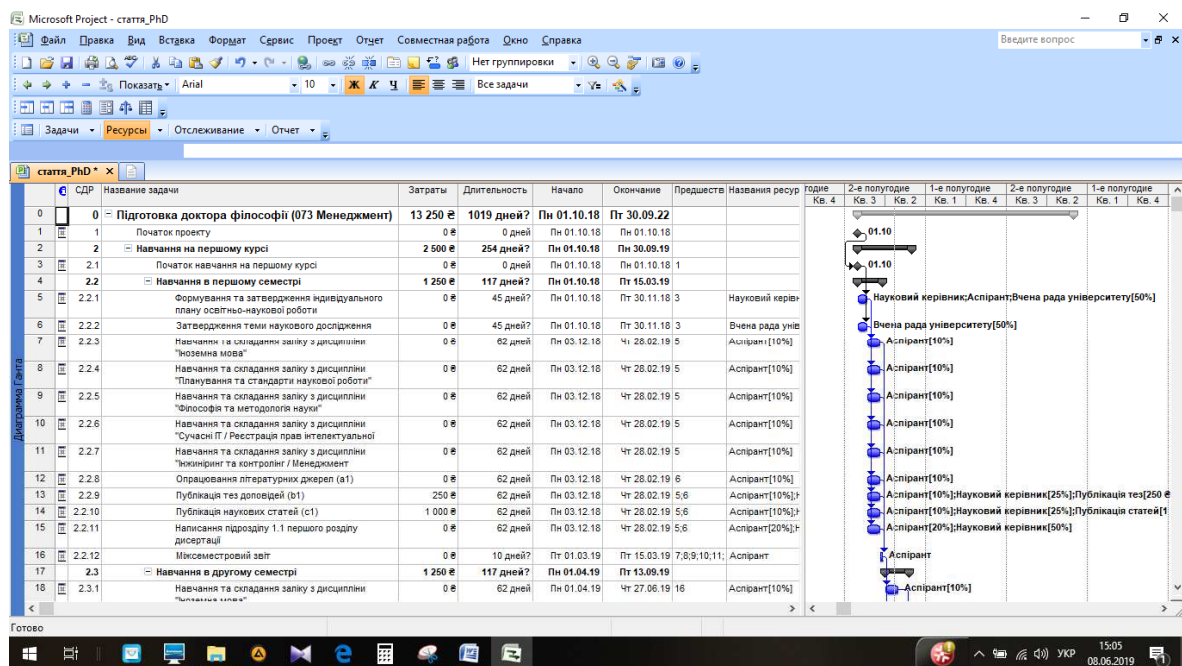 Microsoft Project - стаття_PhD
Файл Правка Вид Вставка Формат Сервис Проект Отчет Совместная работа Окно Справка Введите вопрос
Нет группировки
Показать Arial 10 Ж К Ч Все задачи
Задачи Ресурсы Отслеживание Отчет
стаття_PhD *
СДР Название задачи Затраты Длительность Начало Окончание Предшеств Названия ресур годие 2-е полугодие 1-е полугодие 2-е полугодие 1-е полугодие
Кв. 4 Кв. 3 Кв. 2 Кв. 1 Кв. 4 Кв. 3 Кв. 2 Кв. 1 Кв. 4
0 0 Підготовка доктора філософії (073 Менеджмент) 13 250 ₴ 1019 дней? Пн 01.10.18 Пт 30.09.22
1 1 Початок проекту 0 ₴ 0 дней Пн 01.10.18 Пн 01.10.18 01.10
2 2 Навчання на першому курсі 2 500 ₴ 254 дней? Пн 01.10.18 Пн 30.09.19
3 2.1 Початок навчання на першому курсі 0 ₴ 0 дней Пн 01.10.18 Пн 01.10.18 1 01.10
4 2.2 Навчання в першому семестрі 1 250 ₴ 117 дней? Пн 01.10.18 Пт 15.03.19
5 2.2.1 Формування та затвердження індивідуального 0 ₴ 45 дней? Пн 01.10.18 Пт 30.11.18 3 Науковий керівн Науковий керівник;Аспірант;Вчена рада університету[50%]
плану освітньо-наукової роботи
6 2.2.2 Затвердження теми наукового дослідження 0 ₴ 45 дней? Пн 01.10.18 Пт 30.11.18 3 Вчена рада унів Вчена рада університету[50%]
7 2.2.3 Навчання та складання заліку з дисципліни 0 ₴ 62 дней Пн 03.12.18 Чт 28.02.19 5 Аспірант[10%] Аспірант[10%]
"Іноземна мова"
8 2.2.4 Навчання та складання заліку з дисципліни 0 ₴ 62 дней Пн 03.12.18 Чт 28.02.19 5 Аспірант[10%] Аспірант[10%]
"Планування та стандарти наукової роботи"
9 2.2.5 Навчання та складання заліку з дисципліни 0 ₴ 62 дней Пн 03.12.18 Чт 28.02.19 5 Аспірант[10%] Аспірант[10%]
"Філософія та методологія науки"
10 2.2.6 Навчання та складання заліку з дисципліни 0 ₴ 62 дней Пн 03.12.18 Чт 28.02.19 5 Аспірант[10%] Аспірант[10%]
"Сучасні ІТ / Реєстрація прав інтелектуальної
11 2.2.7 Навчання та складання заліку з дисципліни 0 ₴ 62 дней Пн 03.12.18 Чт 28.02.19 5 Аспірант[10%] Аспірант[10%]
"Інжиніринг та контролінг / Менеджмент
12 2.2.8 Опрацювання літературних джерел (a1) 0 ₴ 62 дней Пн 03.12.18 Чт 28.02.19 6 Аспірант[10%] Аспірант[10%]
13 2.2.9 Публікація тез доповідей (b1) 250 ₴ 62 дней Пн 03.12.18 Чт 28.02.19 5;6 Аспірант[10%];Н Аспірант[10%];Науковий керівник[25%];Публікація тез[250 ₴
14 2.2.10 Публікація наукових статей (c1) 1 000 ₴ 62 дней Пн 03.12.18 Чт 28.02.19 5;6 Аспірант[10%];Н Аспірант[10%];Науковий керівник[25%];Публікація статей[1
15 2.2.11 Написання підрозділу 1.1 першого розділу 0 ₴ 62 дней Пн 03.12.18 Чт 28.02.19 5;6 Аспірант[20%];Н Аспірант[20%];Науковий керівник[50%]
дисертації
16 2.2.12 Міжсеместровий звіт 0 ₴ 10 дней? Пт 01.03.19 Пт 15.03.19 7;8;9;10;11; Аспірант Аспірант
17 2.3 Навчання в другому семестрі 1 250 ₴ 117 дней? Пн 01.04.19 Пт 13.09.19
18 2.3.1 Навчання та складання заліку з дисципліни 0 ₴ 62 дней Пн 01.04.19 Чт 27.06.19 16 Аспірант[10%] Аспірант[10%]
"Іноземна мова"
Диаграмма Ганта
Готово
УКР 15:05
08.06.2019